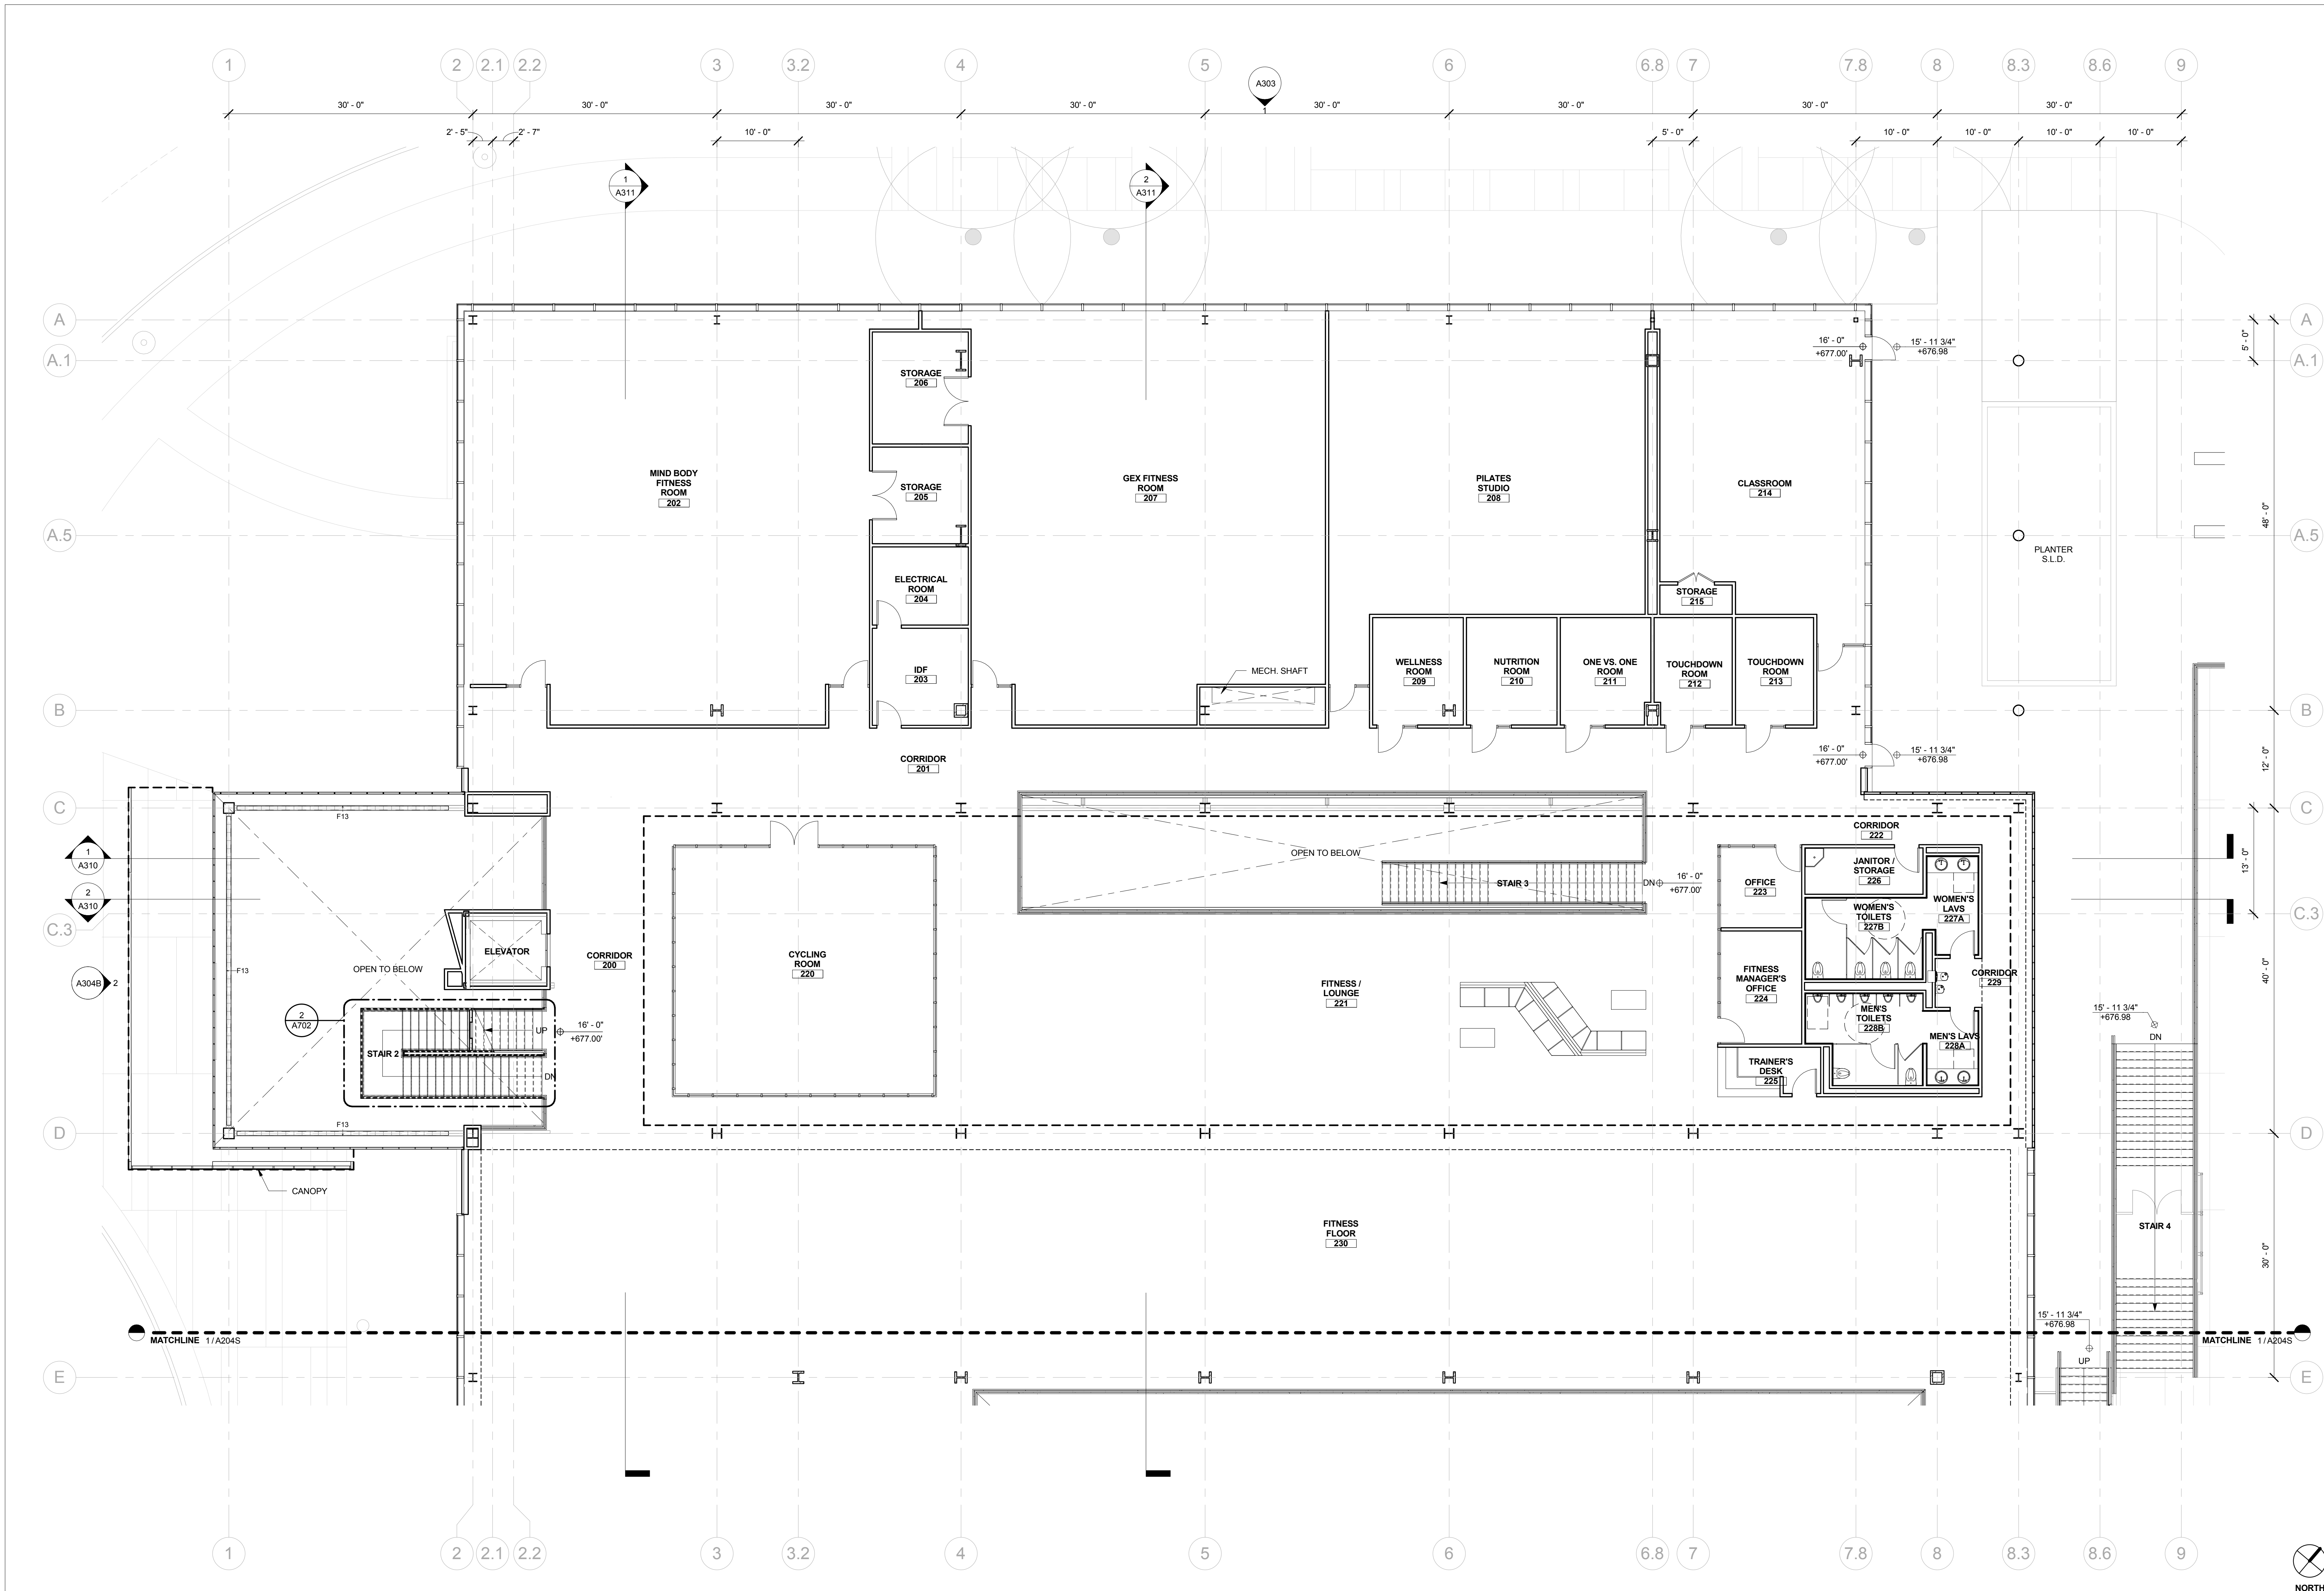 1
2
2.1
2.2
3
3.2
4
5
6
6.8
7
7.8
8
8.3
8.6
9
A303
1
30' - 0"
30' - 0"
30' - 0"
30' - 0"
30' - 0"
30' - 0"
30' - 0"
30' - 0"
2' - 5"
2' - 7"
10' - 0"
5' - 0"
10' - 0"
10' - 0"
10' - 0"
10' - 0"
1
A311
2
A311
A
A
A.1
A.1
5' - 0"
16' - 0"
+677.00'
15' - 11 3/4"
+676.98
STORAGE
206
MIND BODY
FITNESS
ROOM
202
STORAGE
205
GEX FITNESS
ROOM
207
PILATES
STUDIO
208
CLASSROOM
214
48' - 0"
A.5
A.5
PLANTER
S.L.D.
ELECTRICAL
ROOM
204
STORAGE
215
IDF
203
MECH. SHAFT
WELLNESS
ROOM
209
NUTRITION
ROOM
210
ONE VS. ONE
ROOM
211
TOUCHDOWN
ROOM
212
TOUCHDOWN
ROOM
213
B
B
CORRIDOR
201
16' - 0"
+677.00'
15' - 11 3/4"
+676.98
12' - 0"
C
C
F13
CORRIDOR
222
1
A310
2
A310
OPEN TO BELOW
STAIR 3
DN
16' - 0"
+677.00'
OFFICE
223
JANITOR /
STORAGE
226
WOMEN'S
LAVS
227A
WOMEN'S
TOILETS
227B
13' - 0"
C.3
C.3
ELEVATOR
CORRIDOR
200
CYCLING
ROOM
220
OPEN TO BELOW
F13
A304B
2
FITNESS /
LOUNGE
221
FITNESS
MANAGER'S
OFFICE
224
CORRIDOR
229
40' - 0"
2
A702
UP
16' - 0"
+677.00'
STAIR 2
DN
MEN'S
TOILETS
228B
MEN'S LAVS
228A
TRAINER'S
DESK
225
15' - 11 3/4"
+676.98
DN
F13
D
D
CANOPY
FITNESS
FLOOR
230
STAIR 4
30' - 0"
15' - 11 3/4"
+676.98
MATCHLINE 1 / A204S
MATCHLINE 1 / A204S
UP
E
E
1
2
2.1
2.2
3
3.2
4
5
6
6.8
7
7.8
8
8.3
8.6
9
NORTH